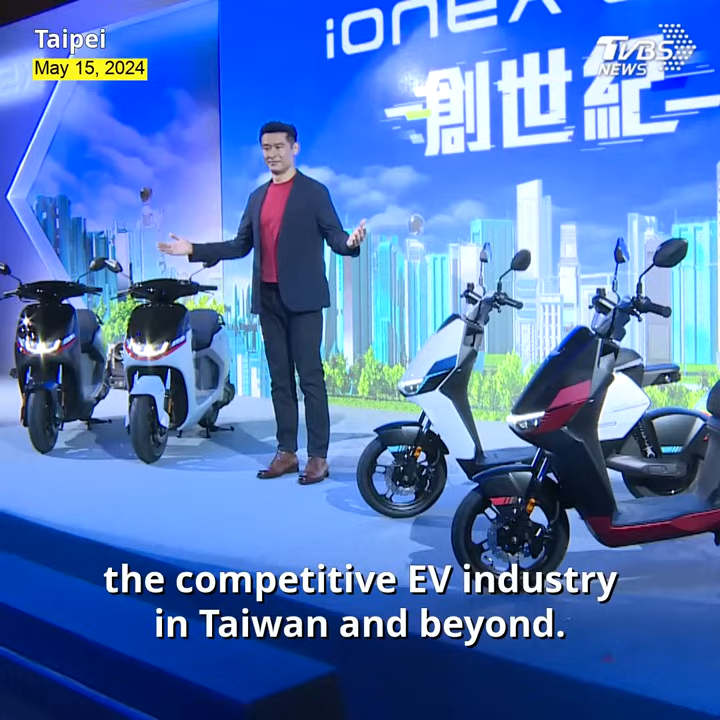 Taipei
May 15, 2024
ionex
TVBS
NEWS
創世紀
the competitive EV industry
in Taiwan and beyond.